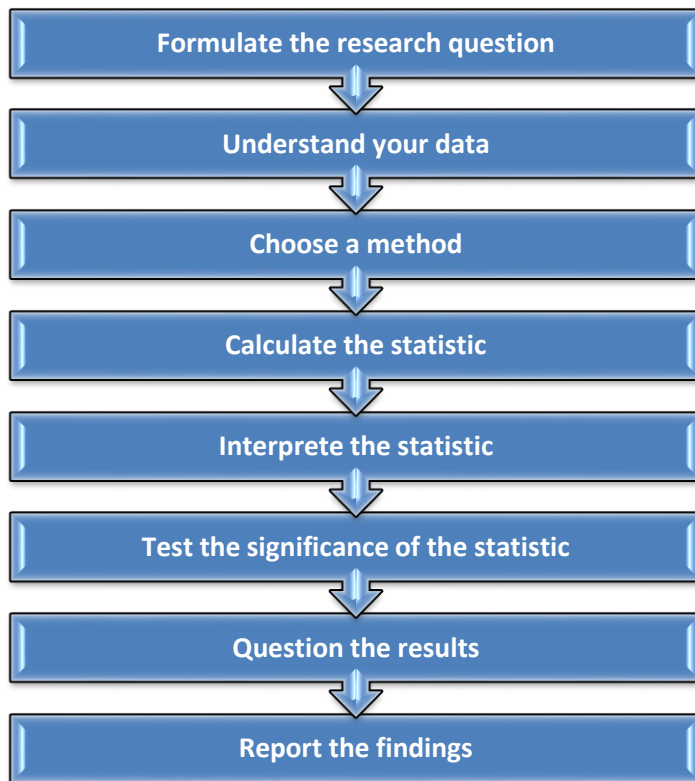 Formulate the research question
Understand your data
Choose a method
Calculate the statistic
Interprete the statistic
Test the significance of the statistic
Question the results
Report the findings